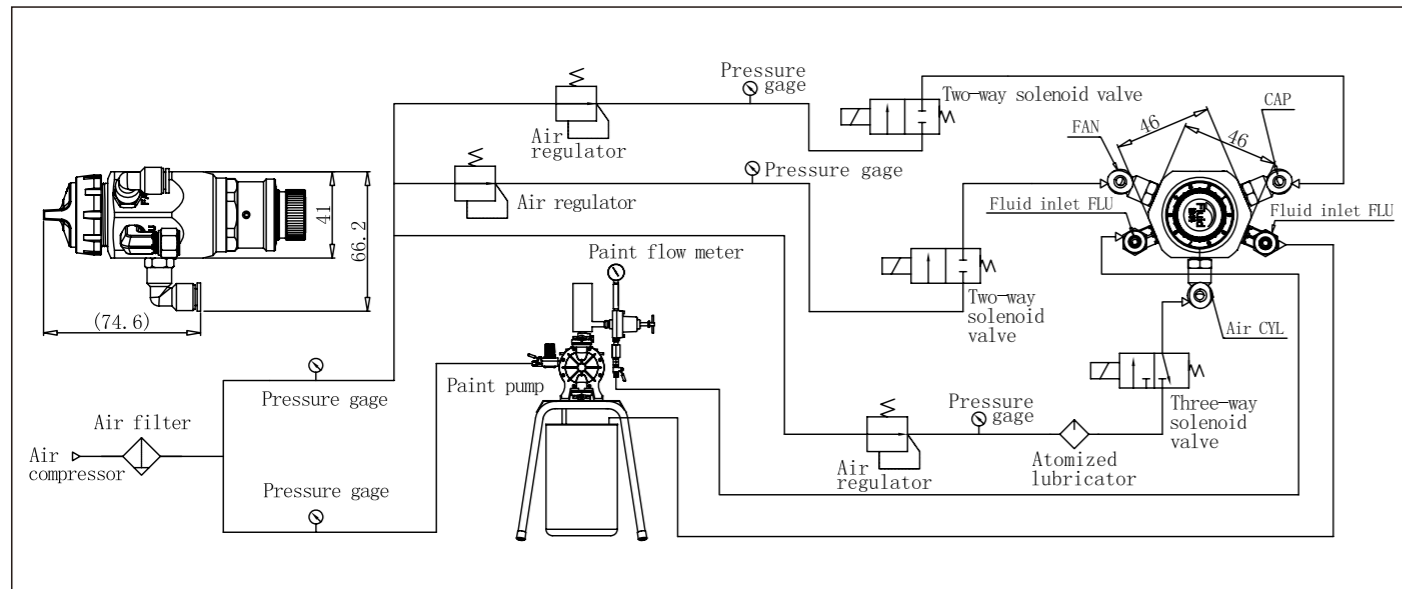 Pressure
gage
Two-way solenoid valve
CAP
FAN
46
46
Air
regulator
Pressure gage
Air regulator
Fluid inlet FLU
Fluid inlet FLU
Fluid
41
66.2
(74.6)
Paint flow meter
Two-way
solenoid
valve
Air CYL
Pressure gage
Paint pump
Three-way
solenoid
valve
Pressure
gage
Air filter
Air
compressor
Air
regulator
Atomized
lubricator
Pressure gage